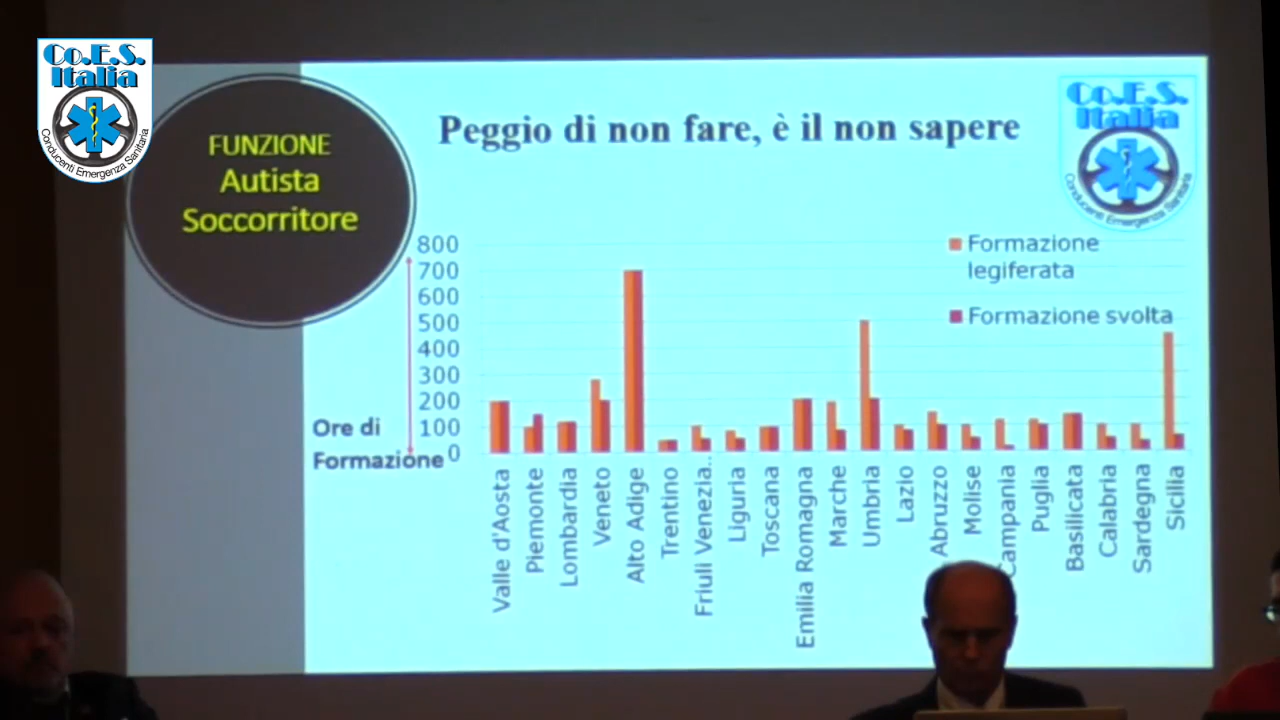 Co.E.S.
Italia
Conducenti Emergenza Sanitaria
FUNZIONE
Autista
Soccorritore
Peggio di non fare, è il non sapere
Co.E.S.
Italia
Conducenti Emergenza Sanitaria
800
700
600
500
400
300
200
100
0
Ore di
Formazione
Formazione
legiferata
Formazione svolta
Valle d'Aosta
Piemonte
Lombardia
Veneto
Alto Adige
Trentino
Friuli Venezia..
Liguria
Toscana
Emilia Romagna
Marche
Umbria
Lazio
Abruzzo
Molise
Campania
Puglia
Basilicata
Calabria
Sardegna
Sicilia